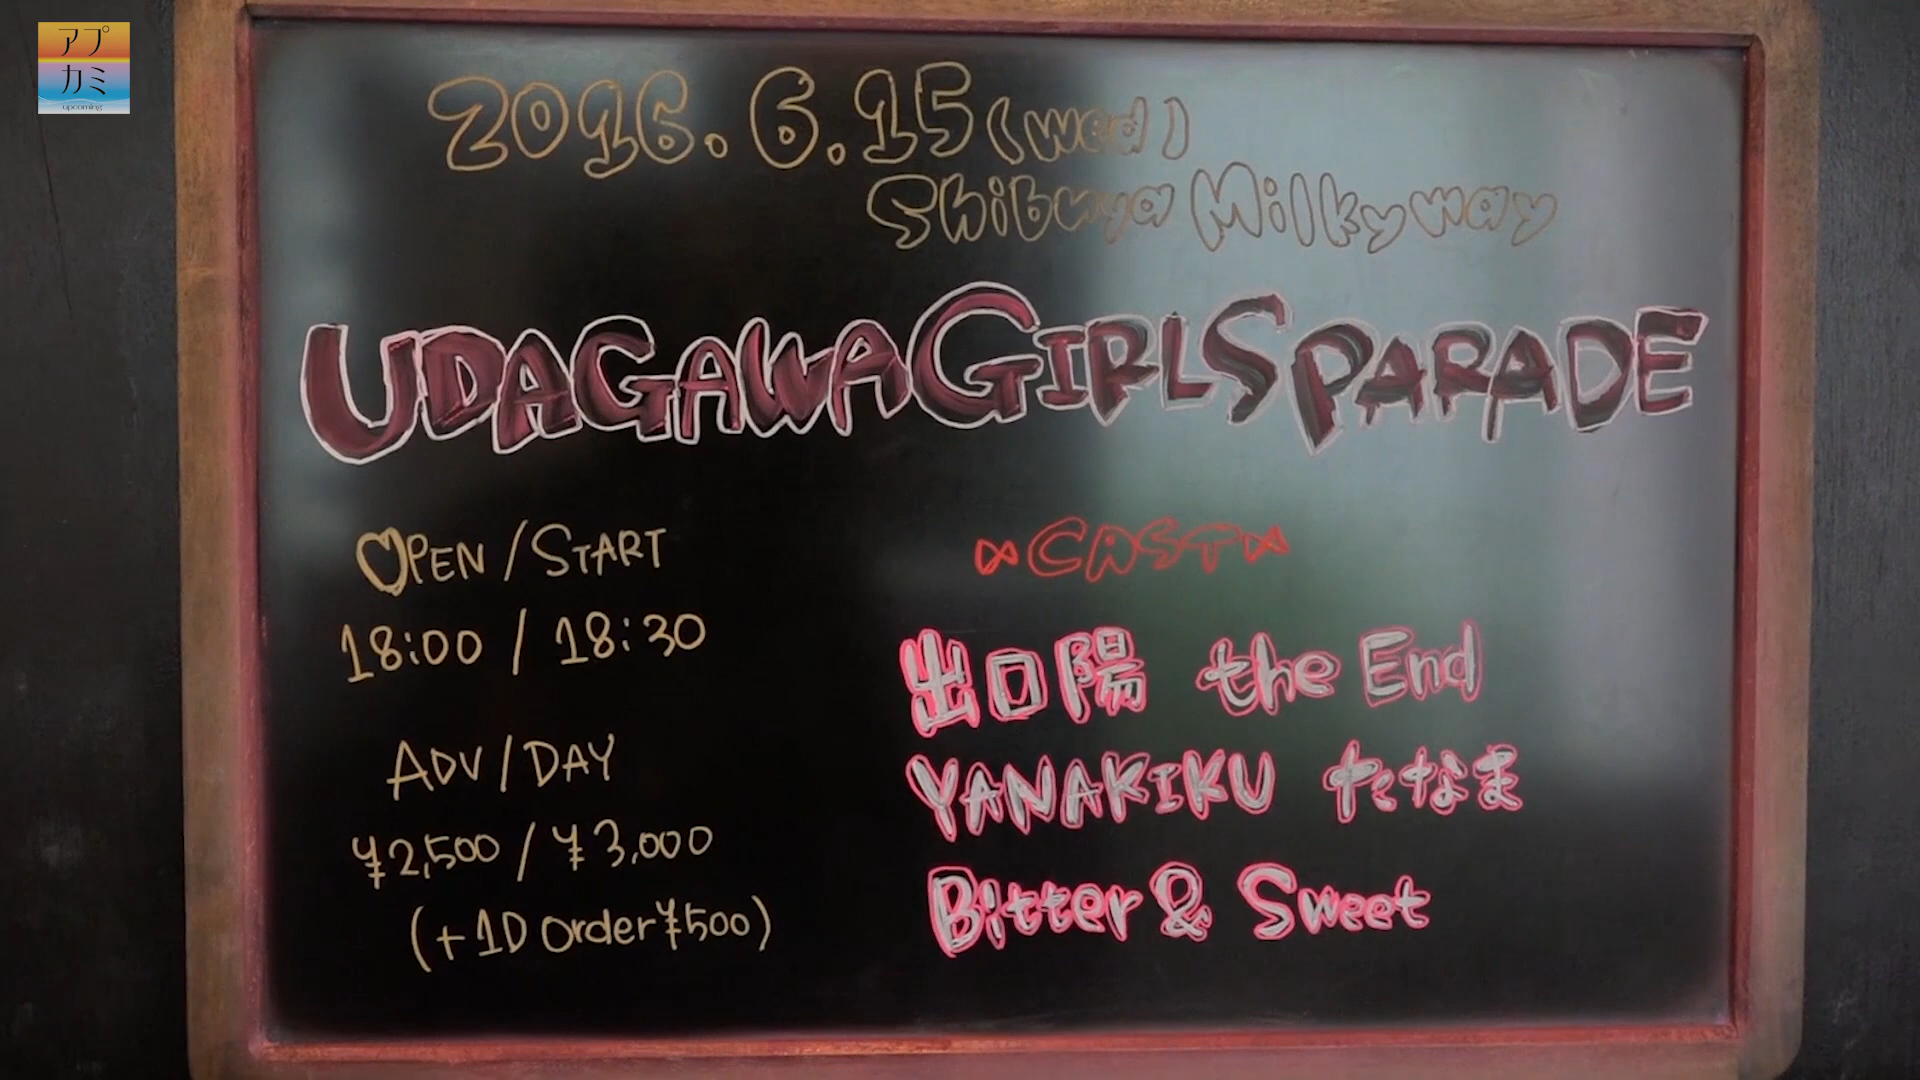 アプ
カミ
upcoming
2016.6.15(wed)
Shibuya Milkyway
UDAGAWA GIRLS PARADE
OPEN/START
18:00/18:30
ADV/DAY
¥2,500/¥3,000
(+1D order ¥500)
CAST
出口陽 the End
YANAKIKU たなま
Bitter & Sweet